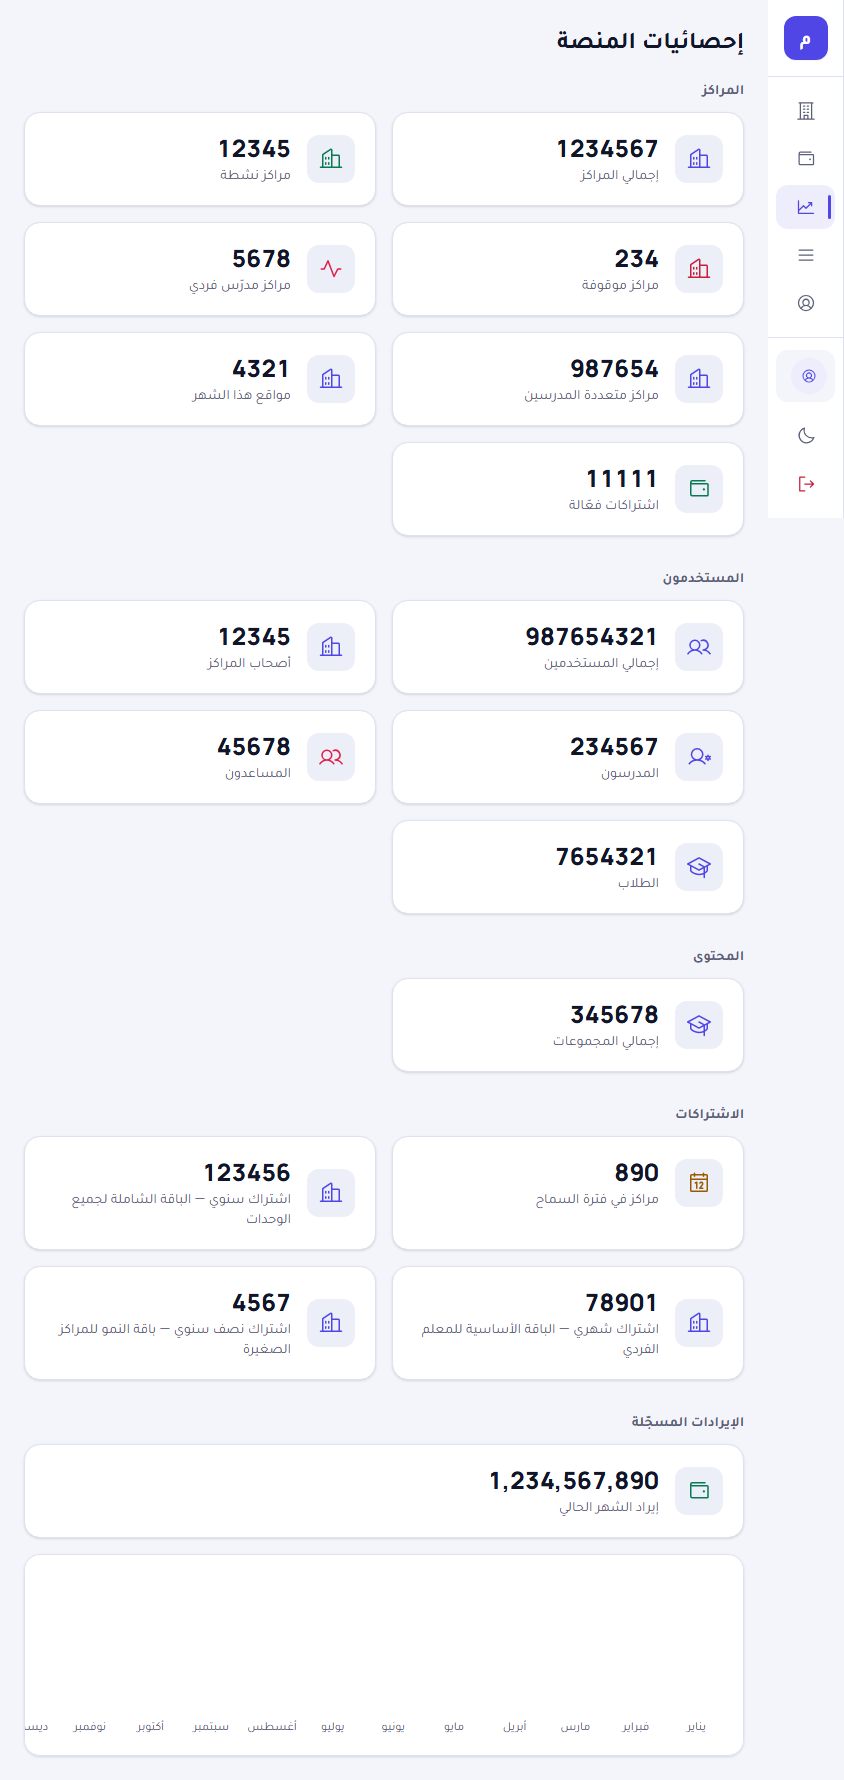 م
إحصائيات المنصة
المراكز
1234567
إجمالي المراكز
12345
مراكز نشطة
234
مراكز موقوفة
5678
مراكز مدرّس فردي
987654
مراكز متعددة المدرسين
4321
مواقع هذا الشهر
11111
اشتراكات فعّالة
المستخدمون
987654321
إجمالي المستخدمين
12345
أصحاب المراكز
234567
المدرسون
45678
المساعدون
7654321
الطلاب
المحتوى
345678
إجمالي المجموعات
الاشتراكات
12
890
مراكز في فترة السماح
123456
اشتراك سنوي — الباقة الشاملة لجميع
الوحدات
78901
اشتراك شهري — الباقة الأساسية للمعلم
الفردي
4567
اشتراك نصف سنوي — باقة النمو للمراكز
الصغيرة
الإيرادات المسجّلة
1,234,567,890
إيراد الشهر الحالي
يناير فبراير مارس أبريل مايو يونيو يوليو أغسطس سبتمبر أكتوبر نوفمبر ديس